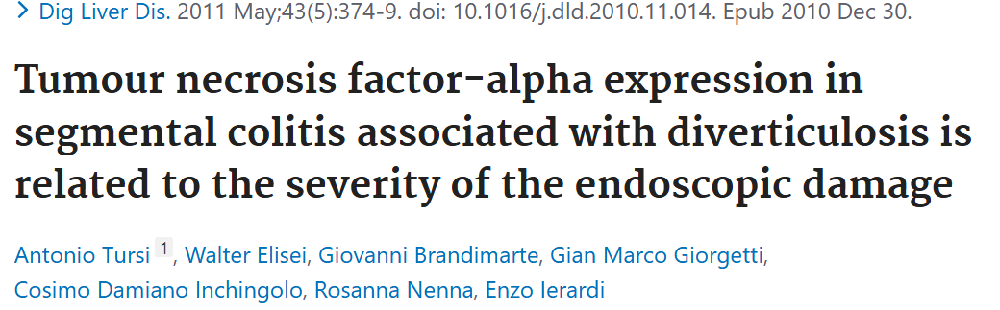 > Dig Liver Dis. 2011 May;43(5):374-9. doi: 10.1016/j.dld.2010.11.014. Epub 2010 Dec 30.
Tumour necrosis factor-alpha expression in
segmental colitis associated with diverticulosis is
related to the severity of the endoscopic damage
Antonio Tursi 1, Walter Elisei, Giovanni Brandimarte, Gian Marco Giorgetti,
Cosimo Damiano Inchingolo, Rosanna Nenna, Enzo Ierardi